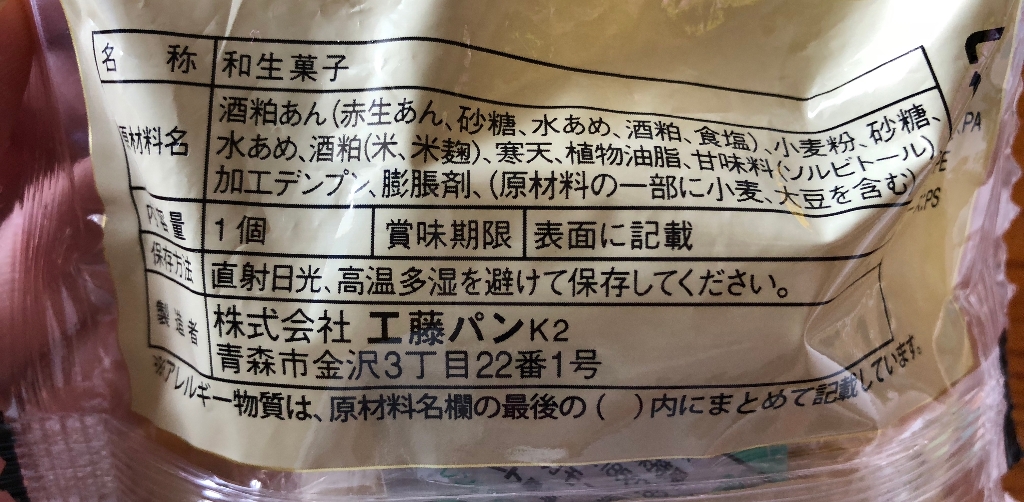 名称 和生菓子
原材料名 酒粕あん(赤生あん、砂糖、水あめ、酒粕、食塩)、小麦粉、砂糖、
水あめ、酒粕(米、米麹)、寒天、植物油脂、甘味料(ソルビトール)
加工デンプン、膨脹剤、(原材料の一部に小麦、大豆を含む)
内容量 1個 賞味期限 表面に記載
保存方法 直射日光、高温多湿を避けて保存してください。
製造者 株式会社 工藤パンK2
青森市金沢3丁目22番1号
※アレルギー物質は、原材料名欄の最後の( )内にまとめて記載しています。